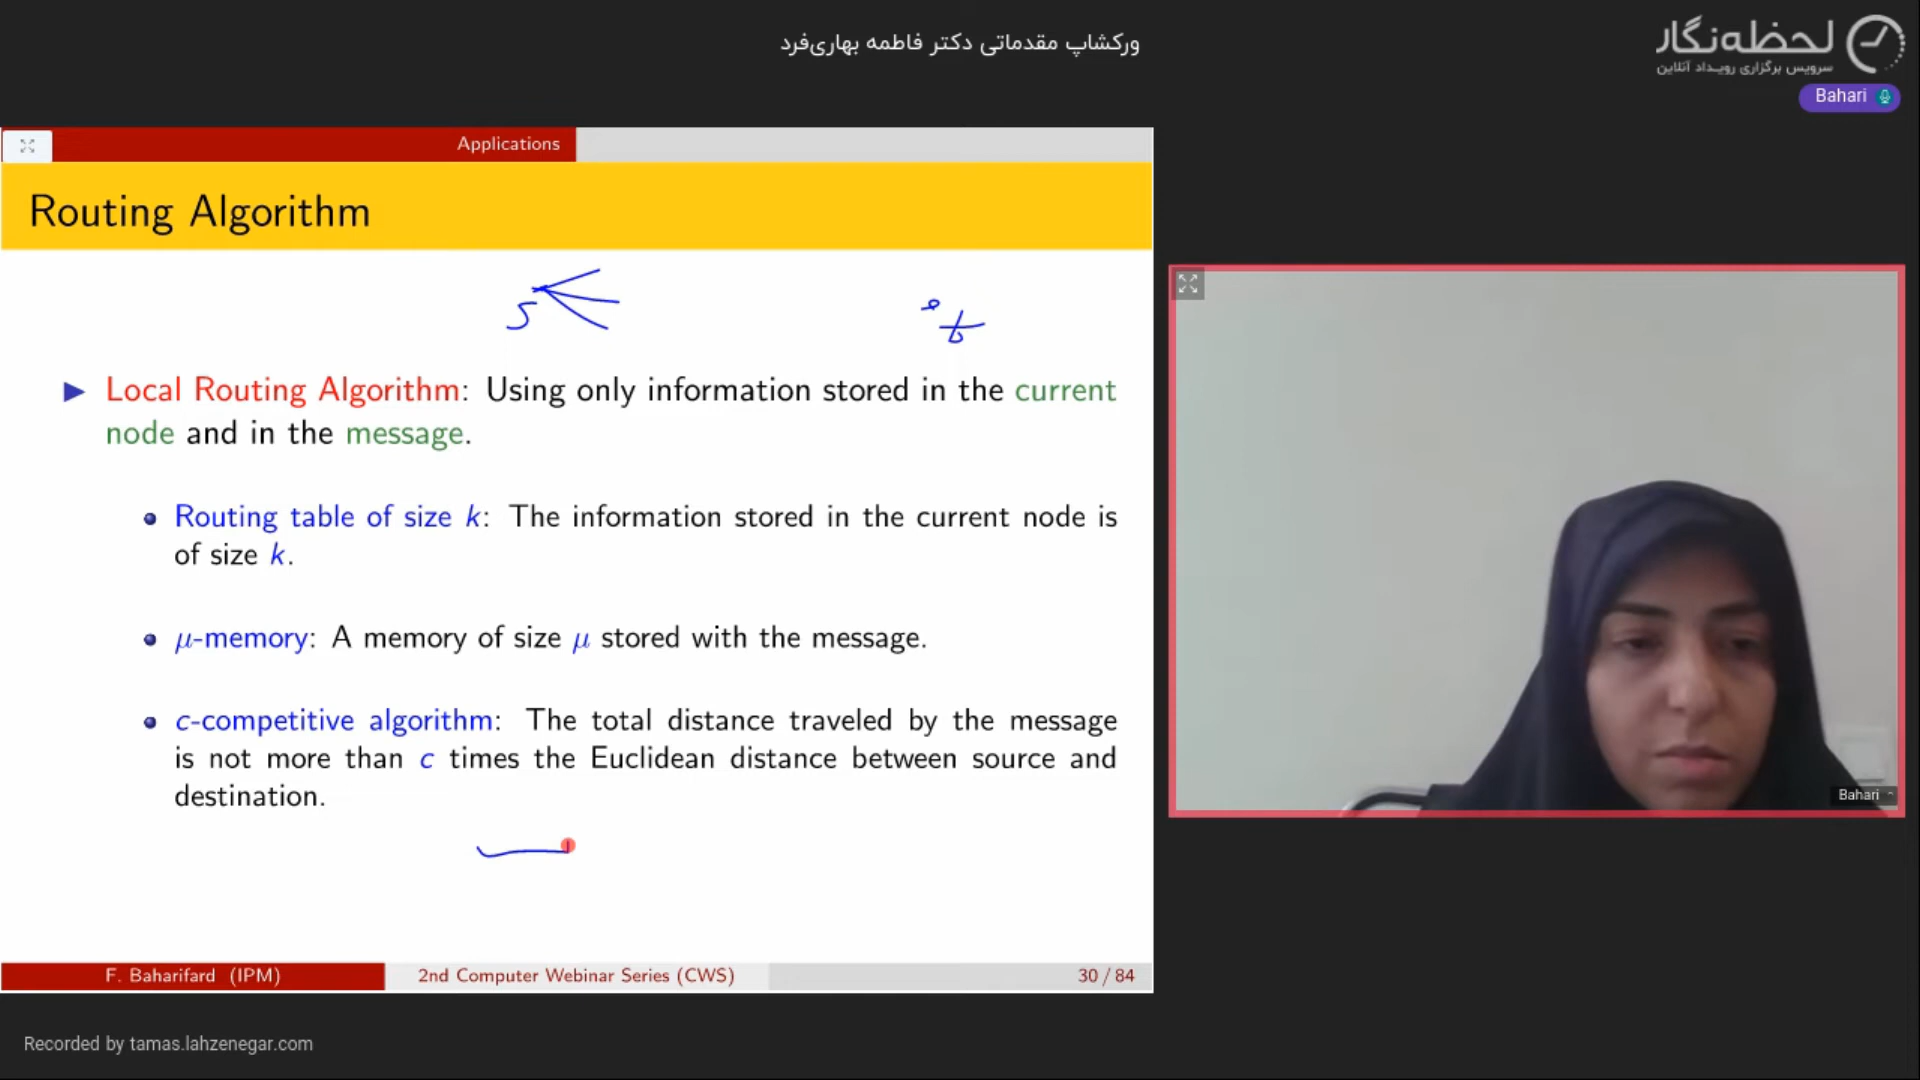 ورکشاپ مقدماتی دکتر فاطمه بهاری‌فرد
لحظه‌نگار
سرویس برگزاری رویداد آنلاین
Bahari
Applications
Routing Algorithm
S
t
Local Routing Algorithm: Using only information stored in the current
node and in the message.
Routing table of size k: The information stored in the current node is
of size k.
μ-memory: A memory of size μ stored with the message.
c-competitive algorithm: The total distance traveled by the message
is not more than c times the Euclidean distance between source and
destination.
F. Baharifard (IPM)
2nd Computer Webinar Series (CWS)
30 / 84
Bahari
Recorded by tamas.lahzenegar.com